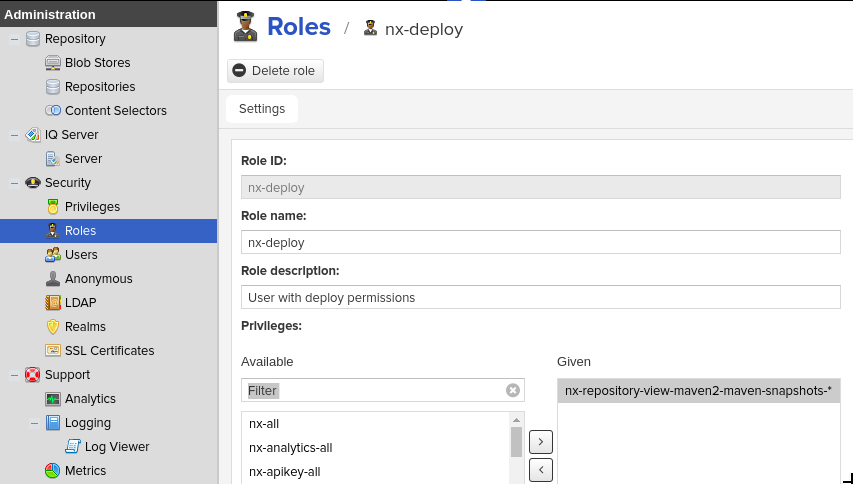 Administration
Repository
Blob Stores
Repositories
Content Selectors
IQ Server
Server
Security
Privileges
Roles
Users
Anonymous
LDAP
Realms
SSL Certificates
Support
Analytics
Logging
Log Viewer
Metrics
Roles / nx-deploy
Delete role
Settings
Role ID:
nx-deploy
Role name:
nx-deploy
Role description:
User with deploy permissions
Privileges:
Available
Filter
nx-all
nx-analytics-all
nx-apikey-all
>
<
Given
nx-repository-view-maven2-maven-snapshots-*